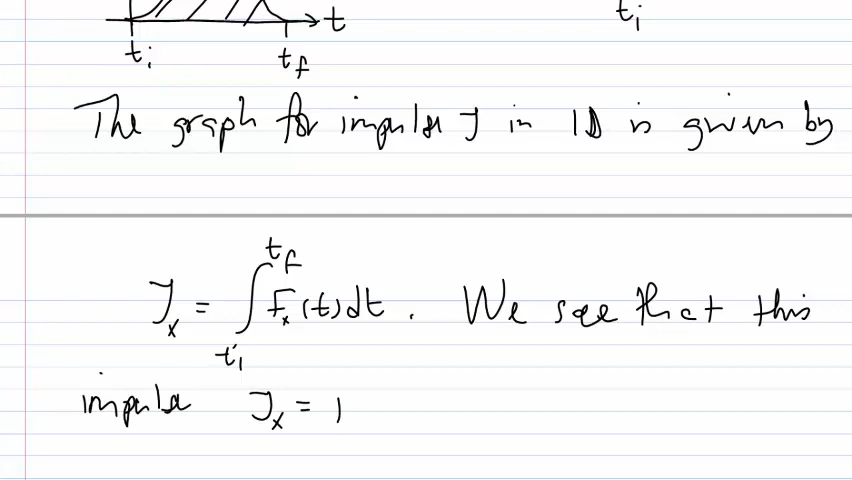 t
t_i
t_f
t_i
The graph for impulse J in 1D is given by
J_x = ∫_{t_i}^{t_f} F_x(t)dt . We see that this
impulse J_x =